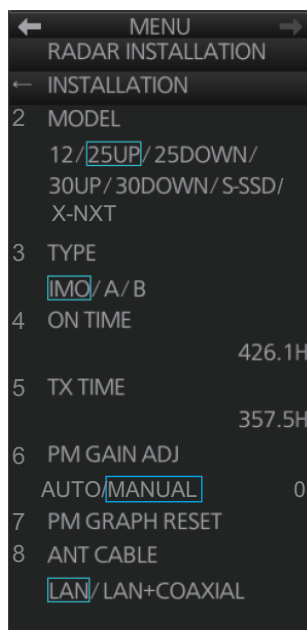 MENU
RADAR INSTALLATION
← INSTALLATION
2 MODEL
12/25UP/25DOWN/
30UP/30DOWN/S-SSD/
X-NXT
3 TYPE
IMO/A/B
4 ON TIME
426.1H
5 TX TIME
357.5H
6 PM GAIN ADJ
AUTO/MANUAL 0
7 PM GRAPH RESET
8 ANT CABLE
LAN/LAN+COAXIAL